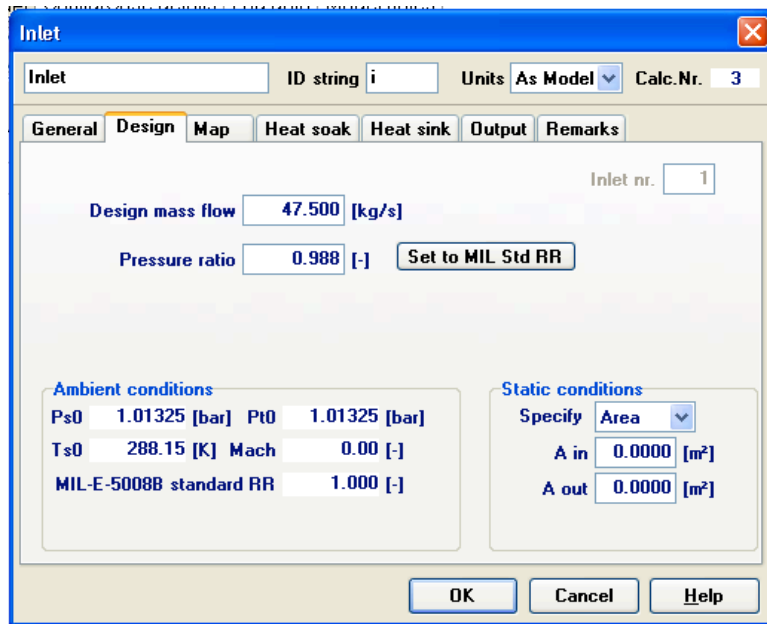 Inlet
Inlet ID string i Units As Model Calc.Nr. 3
General Design Map Heat soak Heat sink Output Remarks
Inlet nr. 1
Design mass flow 47.500 [kg/s]
Pressure ratio 0.988 [-] Set to MIL Std RR
Ambient conditions Static conditions
Ps0 1.01325 [bar] Pt0 1.01325 [bar] Specify Area
Ts0 288.15 [K] Mach 0.00 [-] A in 0.0000 [m²]
MIL-E-5008B standard RR 1.000 [-] A out 0.0000 [m²]
OK Cancel Help